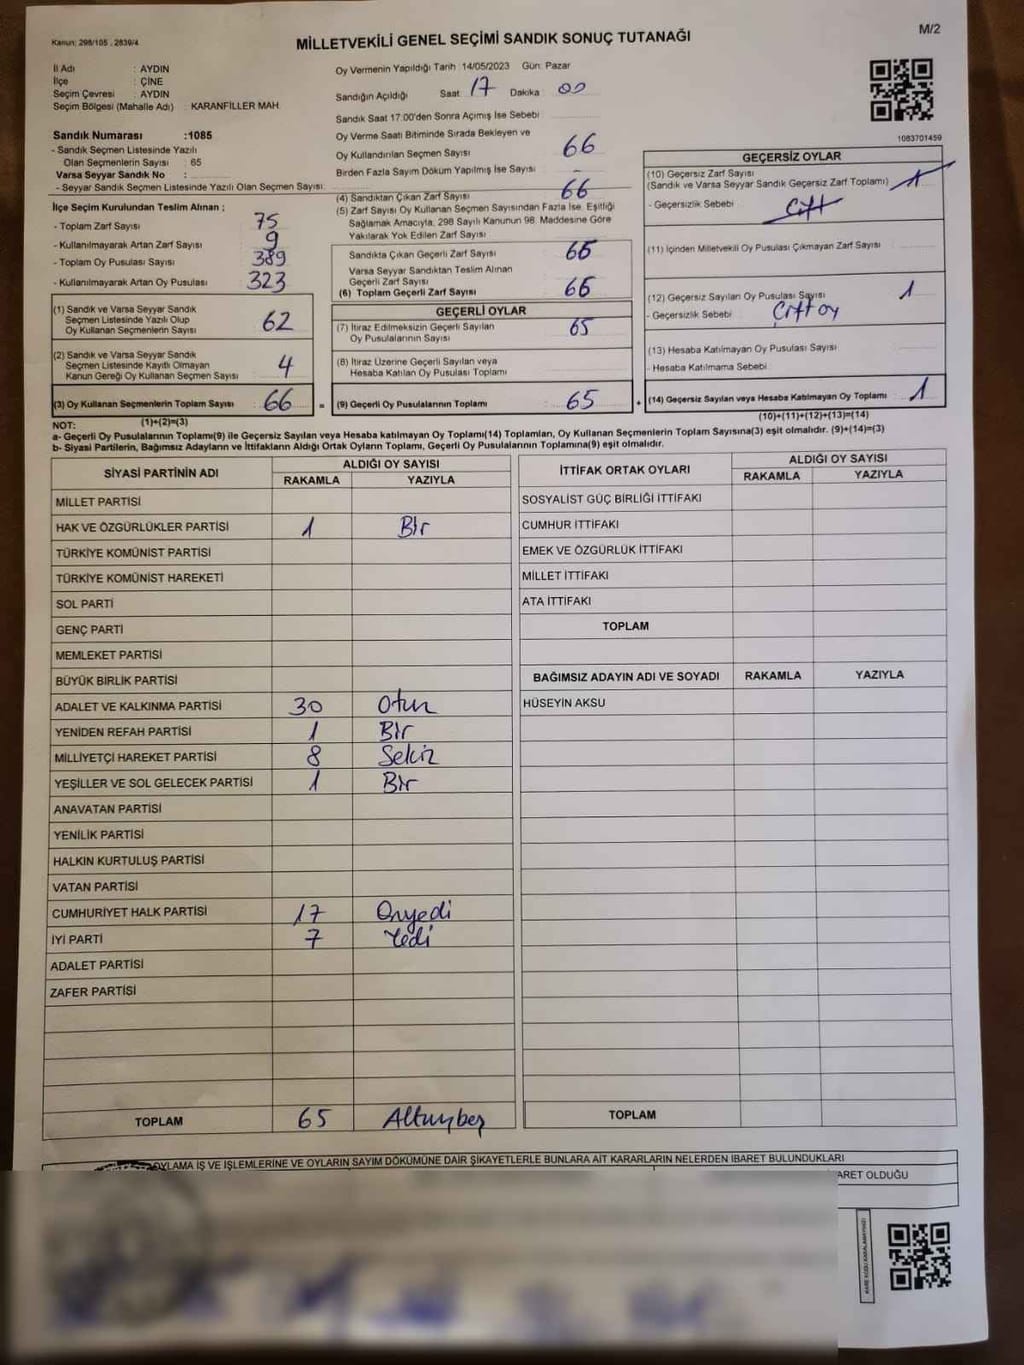 Kanun: 298/105 , 2839/4
MİLLETVEKİLİ GENEL SEÇİMİ SANDIK SONUÇ TUTANAĞI
M/2
İl Adı : AYDIN
İlçe : ÇİNE
Seçim Çevresi : AYDIN
Seçim Bölgesi (Mahalle Adı) : KARANFİLLER MAH
Sandık Numarası :1085
- Sandık Seçmen Listesinde Yazılı
Olan Seçmenlerin Sayısı : 65
Varsa Seyyar Sandık No :
- Seyyar Sandık Seçmen Listesinde Yazılı Olan Seçmen Sayısı:
Oy Vermenin Yapıldığı Tarih :14/05/2023 Gün: Pazar
Sandığın Açıldığı Saat 17 Dakika 00
Sandık Saat 17:00'den Sonra Açımış İse Sebebi
Oy Verme Saati Bitiminde Sırada Bekleyen ve
Oy Kullandırılan Seçmen Sayısı 66
Birden Fazla Sayım Döküm Yapılmış İse Sayısı -
1083701459
İlçe Seçim Kurulundan Teslim Alınan ;
- Toplam Zarf Sayısı 75
- Kullanılmayarak Artan Zarf Sayısı 9
- Toplam Oy Pusulası Sayısı 389
- Kullanılmayarak Artan Oy Pusulası 323
(4) Sandıktan Çıkan Zarf Sayısı 66
(5) Zarf Sayısı Oy Kullanan Seçmen Sayısından Fazla İse, Eşitliği
Sağlamak Amacıyla, 298 Sayılı Kanunun 98. Maddesine Göre
Yakılarak Yok Edilen Zarf Sayısı
Sandıkta Çıkan Geçerli Zarf Sayısı 66
Varsa Seyyar Sandıktan Teslim Alınan
Geçerli Zarf Sayısı
(6) Toplam Geçerli Zarf Sayısı 66
GEÇERSİZ OYLAR
(10) Geçersiz Zarf Sayısı
(Sandık ve Varsa Seyyar Sandık Geçersiz Zarf Toplamı) 1
- Geçersizlik Sebebi Çift
(11) İçinden Milletvekili Oy Pusulası Çıkmayan Zarf Sayısı
(12) Geçersiz Sayılan Oy Pusulası Sayısı 1
- Geçersizlik Sebebi Çift oy
(13) Hesaba Katılmayan Oy Pusulası Sayısı
- Hesaba Katılmama Sebebi
(14) Geçersiz Sayılan veya Hesaba Katılmayan Oy Toplamı 1
(10)+(11)+(12)+(13)=(14)
(1) Sandık ve Varsa Seyyar Sandık
Seçmen Listesinde Yazılı Olup
Oy Kullanan Seçmenlerin Sayısı 62
(2) Sandık ve Varsa Seyyar Sandık
Seçmen Listesinde Kayıtlı Olmayan
Kanun Gereği Oy Kullanan Seçmen Sayısı 4
(3) Oy Kullanan Seçmenlerin Toplam Sayısı 66 =
GEÇERLİ OYLAR
(7) İtiraz Edilmeksizin Geçerli Sayılan
Oy Pusulalarının Sayısı 65
(8) İtiraz Üzerine Geçerli Sayılan veya
Hesaba Katılan Oy Pusulası Toplamı
(9) Geçerli Oy Pusulalarının Toplamı 65 +
NOT: (1)+(2)=(3)
a- Geçerli Oy Pusulalarının Toplamı(9) ile Geçersiz Sayılan veya Hesaba katılmayan Oy Toplamı(14) Toplamları, Oy Kullanan Seçmenlerin Toplam Sayısına(3) eşit olmalıdır. (9)+(14)=(3)
b- Siyasi Partilerin, Bağımsız Adayların ve İttifakların Aldığı Ortak Oyların Toplamı, Geçerli Oy Pusulalarının Toplamına(9) eşit olmalıdır.
SİYASİ PARTİNİN ADI
ALDIĞI OY SAYISI
RAKAMLA YAZIYLA
MİLLET PARTİSİ
HAK VE ÖZGÜRLÜKLER PARTİSİ 1 Bir
TÜRKİYE KOMÜNİST PARTİSİ
TÜRKİYE KOMÜNİST HAREKETİ
SOL PARTİ
GENÇ PARTİ
MEMLEKET PARTİSİ
BÜYÜK BİRLİK PARTİSİ
ADALET VE KALKINMA PARTİSİ 30 Otuz
YENİDEN REFAH PARTİSİ 1 Bir
MİLLİYETÇİ HAREKET PARTİSİ 8 Sekiz
YEŞİLLER VE SOL GELECEK PARTİSİ 1 Bir
ANAVATAN PARTİSİ
YENİLİK PARTİSİ
HALKIN KURTULUŞ PARTİSİ
VATAN PARTİSİ
CUMHURİYET HALK PARTİSİ 17 Onyedi
İYİ PARTİ 7 Yedi
ADALET PARTİSİ
ZAFER PARTİSİ
TOPLAM 65 Altmışbeş
İTTİFAK ORTAK OYLARI
ALDIĞI OY SAYISI
RAKAMLA YAZIYLA
SOSYALİST GÜÇ BİRLİĞİ İTTİFAKI
CUMHUR İTTİFAKI
EMEK VE ÖZGÜRLÜK İTTİFAKI
MİLLET İTTİFAKI
ATA İTTİFAKI
TOPLAM
BAĞIMSIZ ADAYIN ADI VE SOYADI RAKAMLA YAZIYLA
HÜSEYİN AKSU
TOPLAM
OYLAMA İŞ VE İŞLEMLERİNE VE OYLARIN SAYIM DÖKÜMÜNE DAİR ŞİKAYETLERLE BUNLARA AİT KARARLARIN NELERDEN İBARET BULUNDUKLARI
OLDUĞU